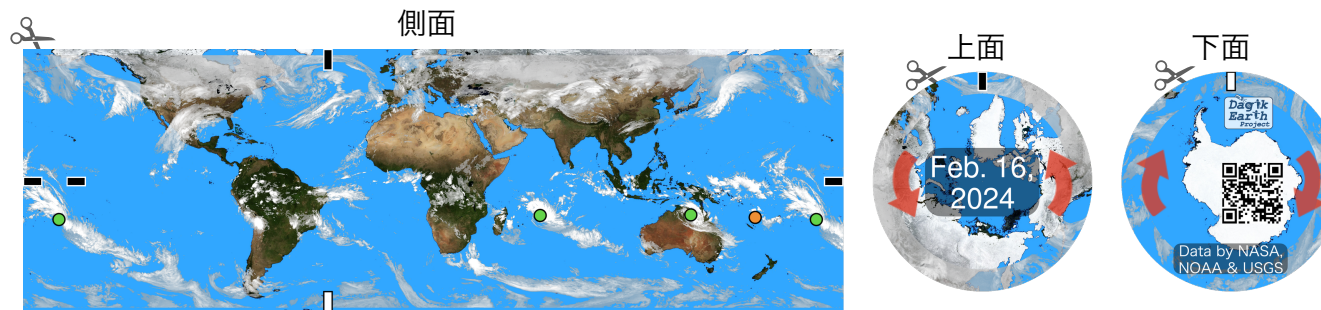 側面
上面
下面
Feb. 16,
2024
Dagik
Earth
Project
Data by NASA,
NOAA & USGS